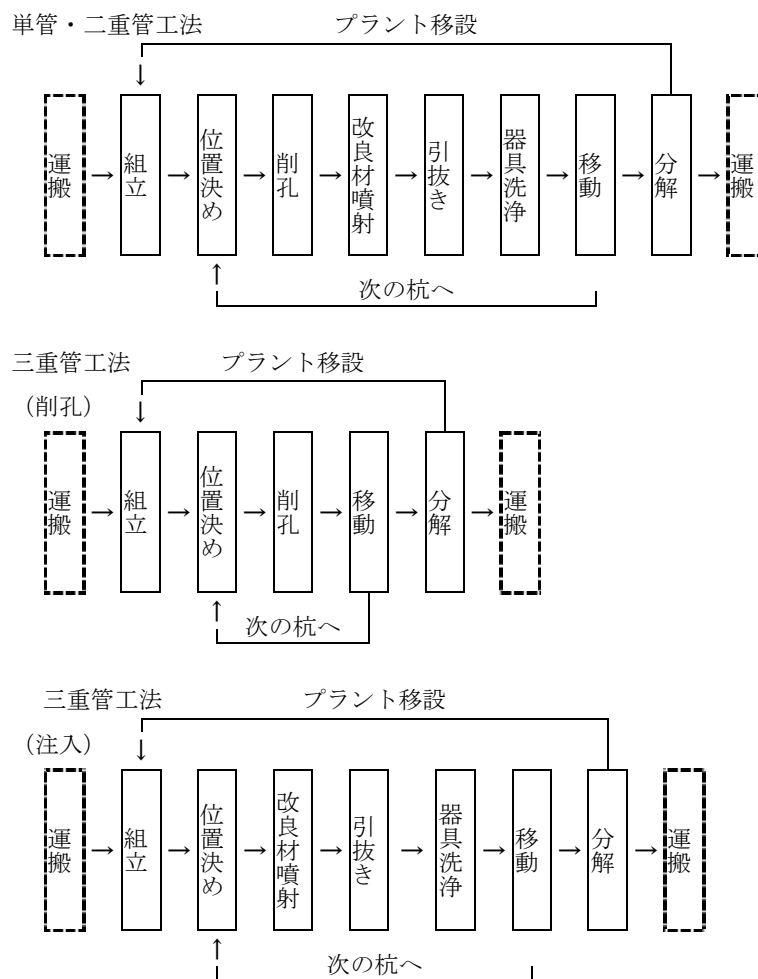 単管・二重管工法 プラント移設
運搬 → 組立 → 位置決め → 削孔 → 改良材噴射 → 引抜き → 器具洗浄 → 移動 → 分解 → 運搬
次の杭へ
三重管工法 プラント移設
（削孔）
運搬 → 組立 → 位置決め → 削孔 → 移動 → 分解 → 運搬
次の杭へ
三重管工法 プラント移設
（注入）
運搬 → 組立 → 位置決め → 改良材噴射 → 引抜き → 器具洗浄 → 移動 → 分解 → 運搬
次の杭へ